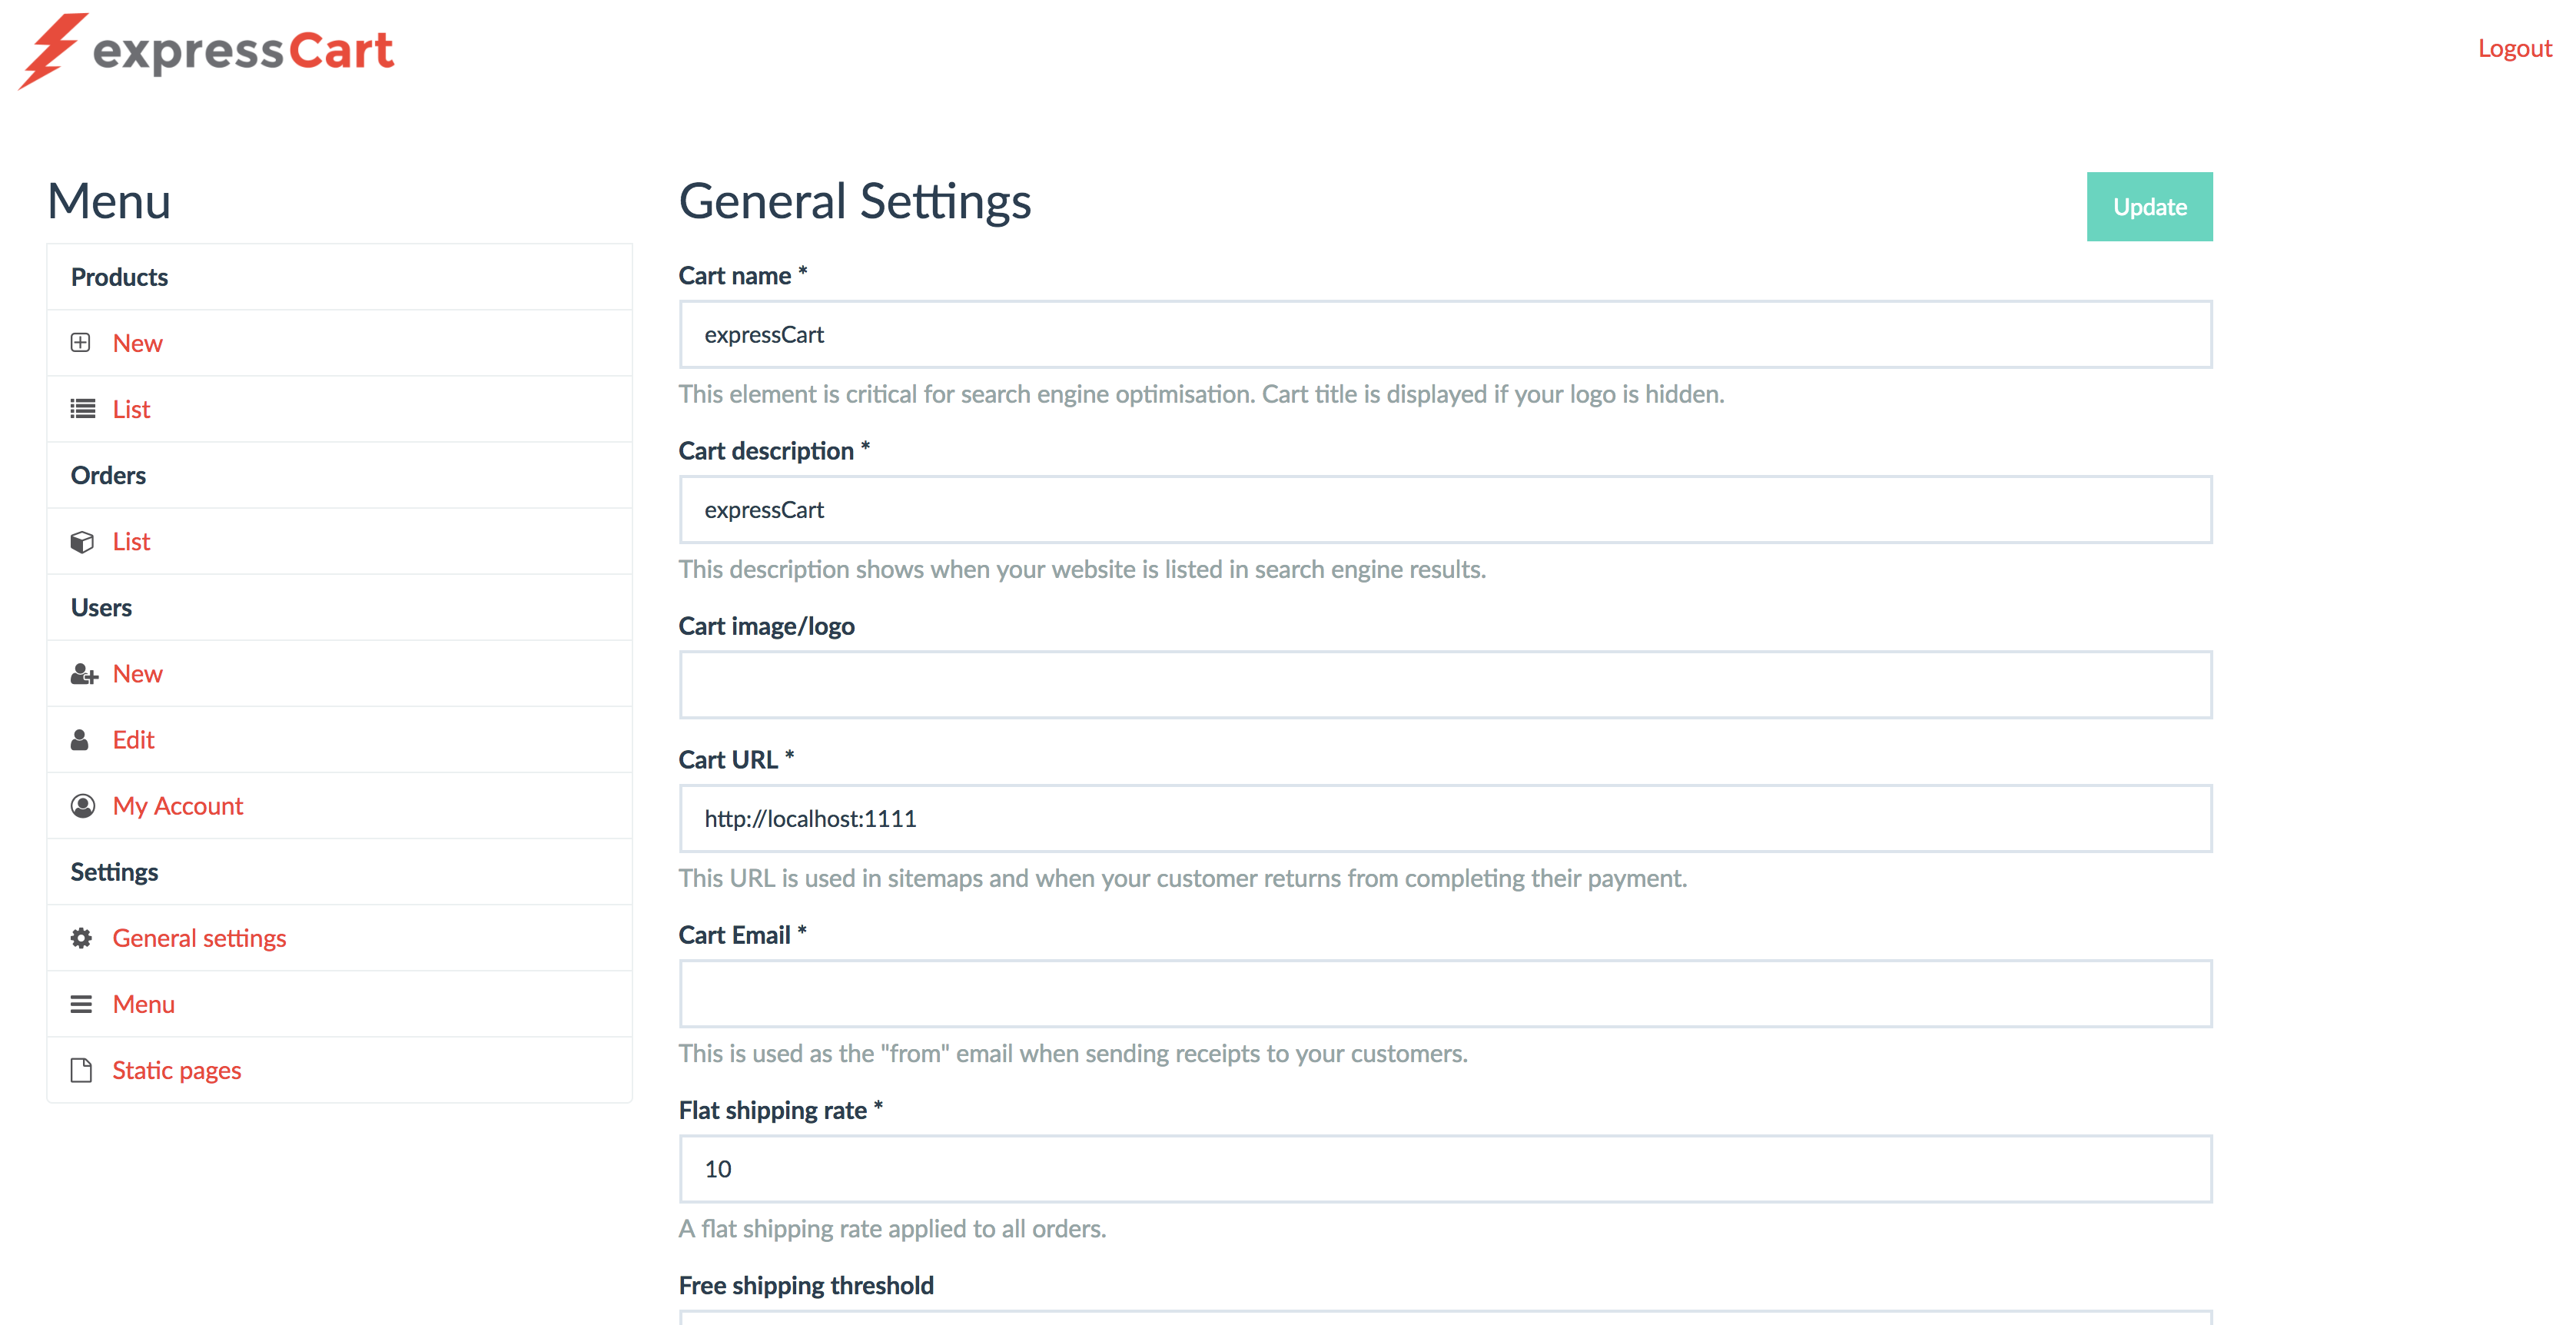 expressCart
Logout
Menu
Products
New
List
Orders
List
Users
New
Edit
My Account
Settings
General settings
Menu
Static pages
General Settings
Update
Cart name *
expressCart
This element is critical for search engine optimisation. Cart title is displayed if your logo is hidden.
Cart description *
expressCart
This description shows when your website is listed in search engine results.
Cart image/logo
Cart URL *
http://localhost:1111
This URL is used in sitemaps and when your customer returns from completing their payment.
Cart Email *
This is used as the "from" email when sending receipts to your customers.
Flat shipping rate *
10
A flat shipping rate applied to all orders.
Free shipping threshold